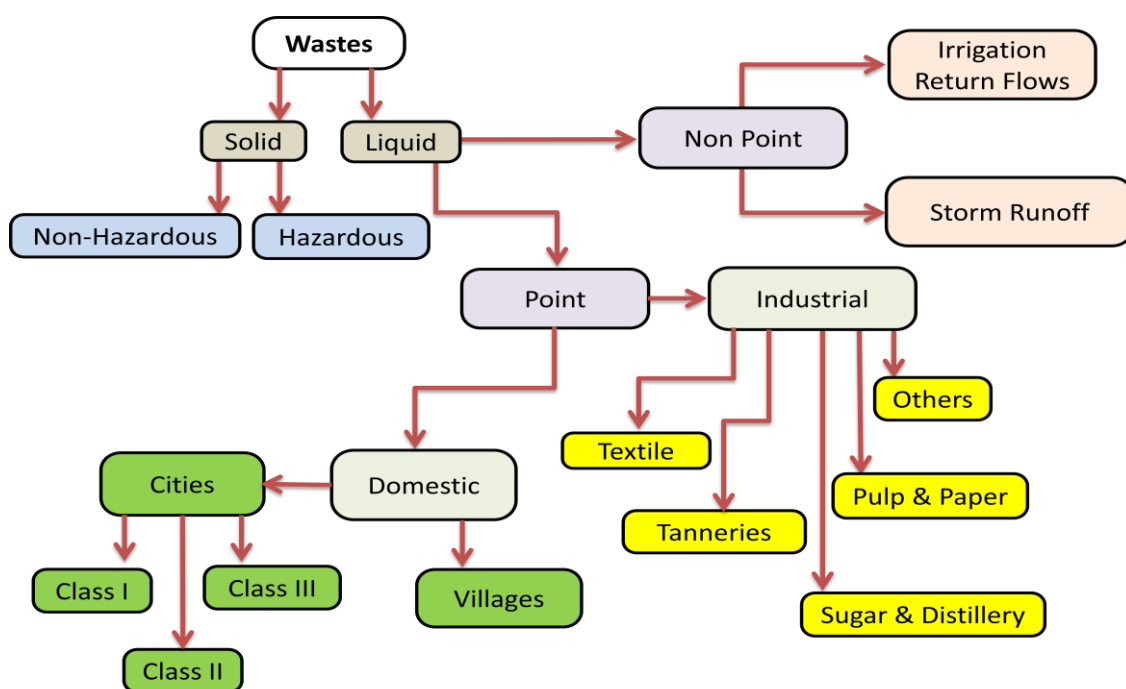 Wastes
Irrigation
Return Flows
Solid
Liquid
Non Point
Storm Runoff
Non-Hazardous
Hazardous
Point
Industrial
Others
Textile
Cities
Domestic
Pulp & Paper
Tanneries
Class I
Class III
Villages
Sugar & Distillery
Class II